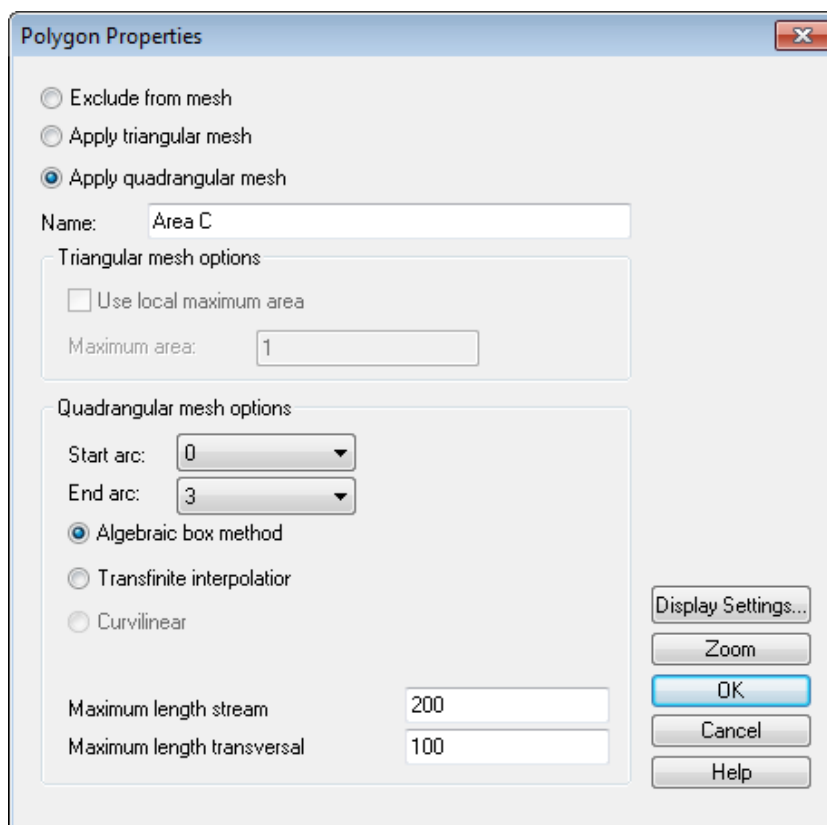 Polygon Properties
Exclude from mesh
Apply triangular mesh
Apply quadrangular mesh
Name: Area C
Triangular mesh options
Use local maximum area
Maximum area: 1
Quadrangular mesh options
Start arc: 0
End arc: 3
Algebraic box method
Transfinite interpolatior
Curvilinear
Maximum length stream 200
Maximum length transversal 100
Display Settings...
Zoom
OK
Cancel
Help